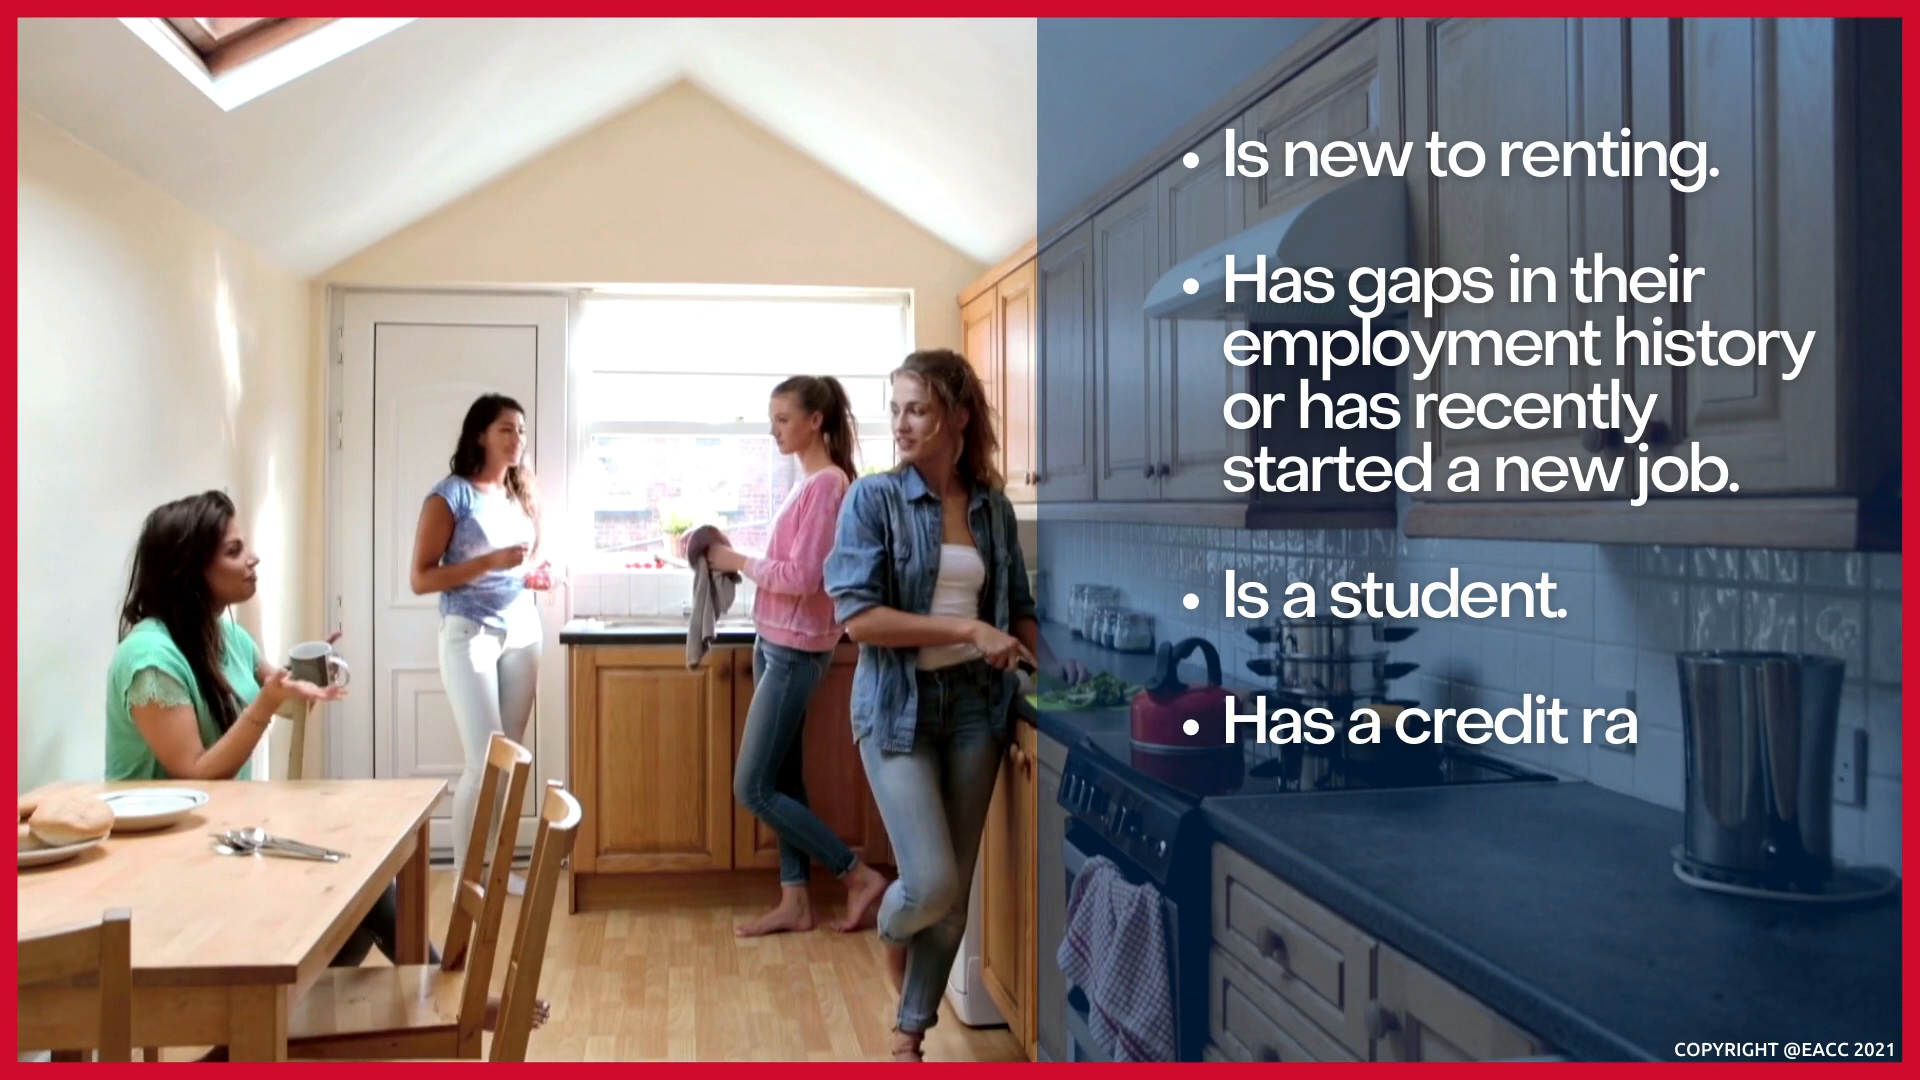 • Is new to renting.
• Has gaps in their
employment history
or has recently
started a new job.
• Is a student.
• Has a credit ra
COPYRIGHT @EACC 2021